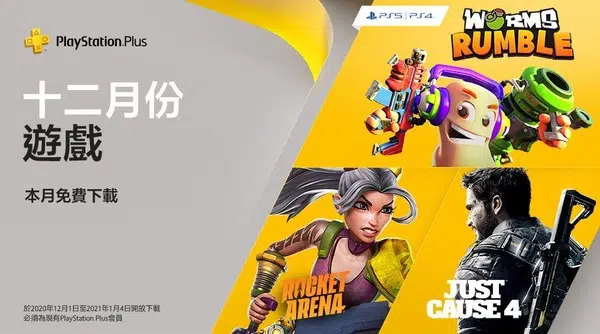 PlayStation.Plus
十二月份
遊戲
本月免費下載
於2020年12月1日至2021年1月4日開放下載
必須為現有PlayStation Plus會員
PS5 | PS4
WORMS
RUMBLE
ROCKET
ARENA
JUST
CAUSE 4